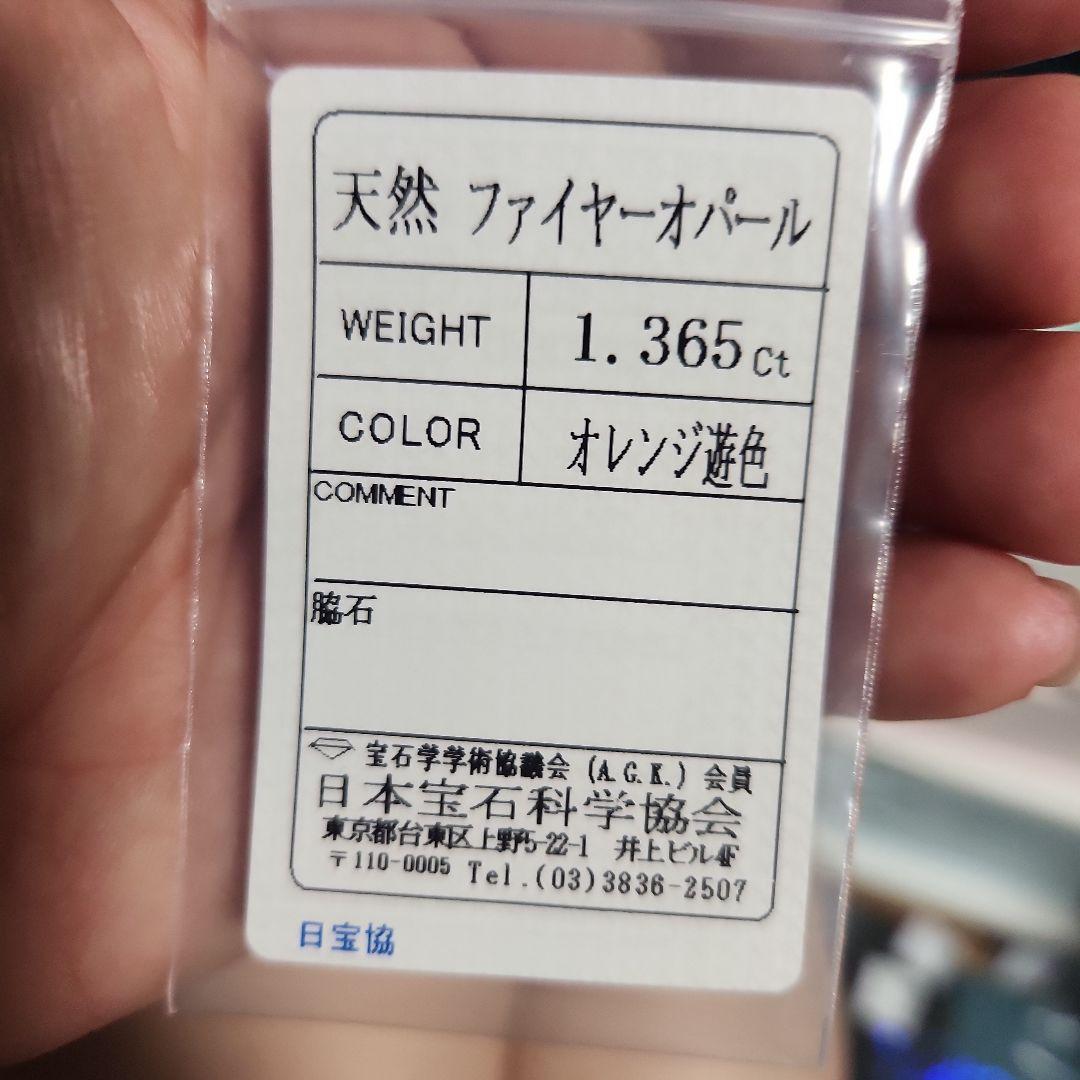 天然 ファイヤーオパール
WEIGHT 1.365ct
COLOR オレンジ遊色
COMMENT
脇石
宝石学学術協議会 (A.G.K.) 会員
日本宝石科学協会
東京都台東区上野5-22-1 井上ビル4F
〒110-0005 Tel.(03)3836-2507
日宝協